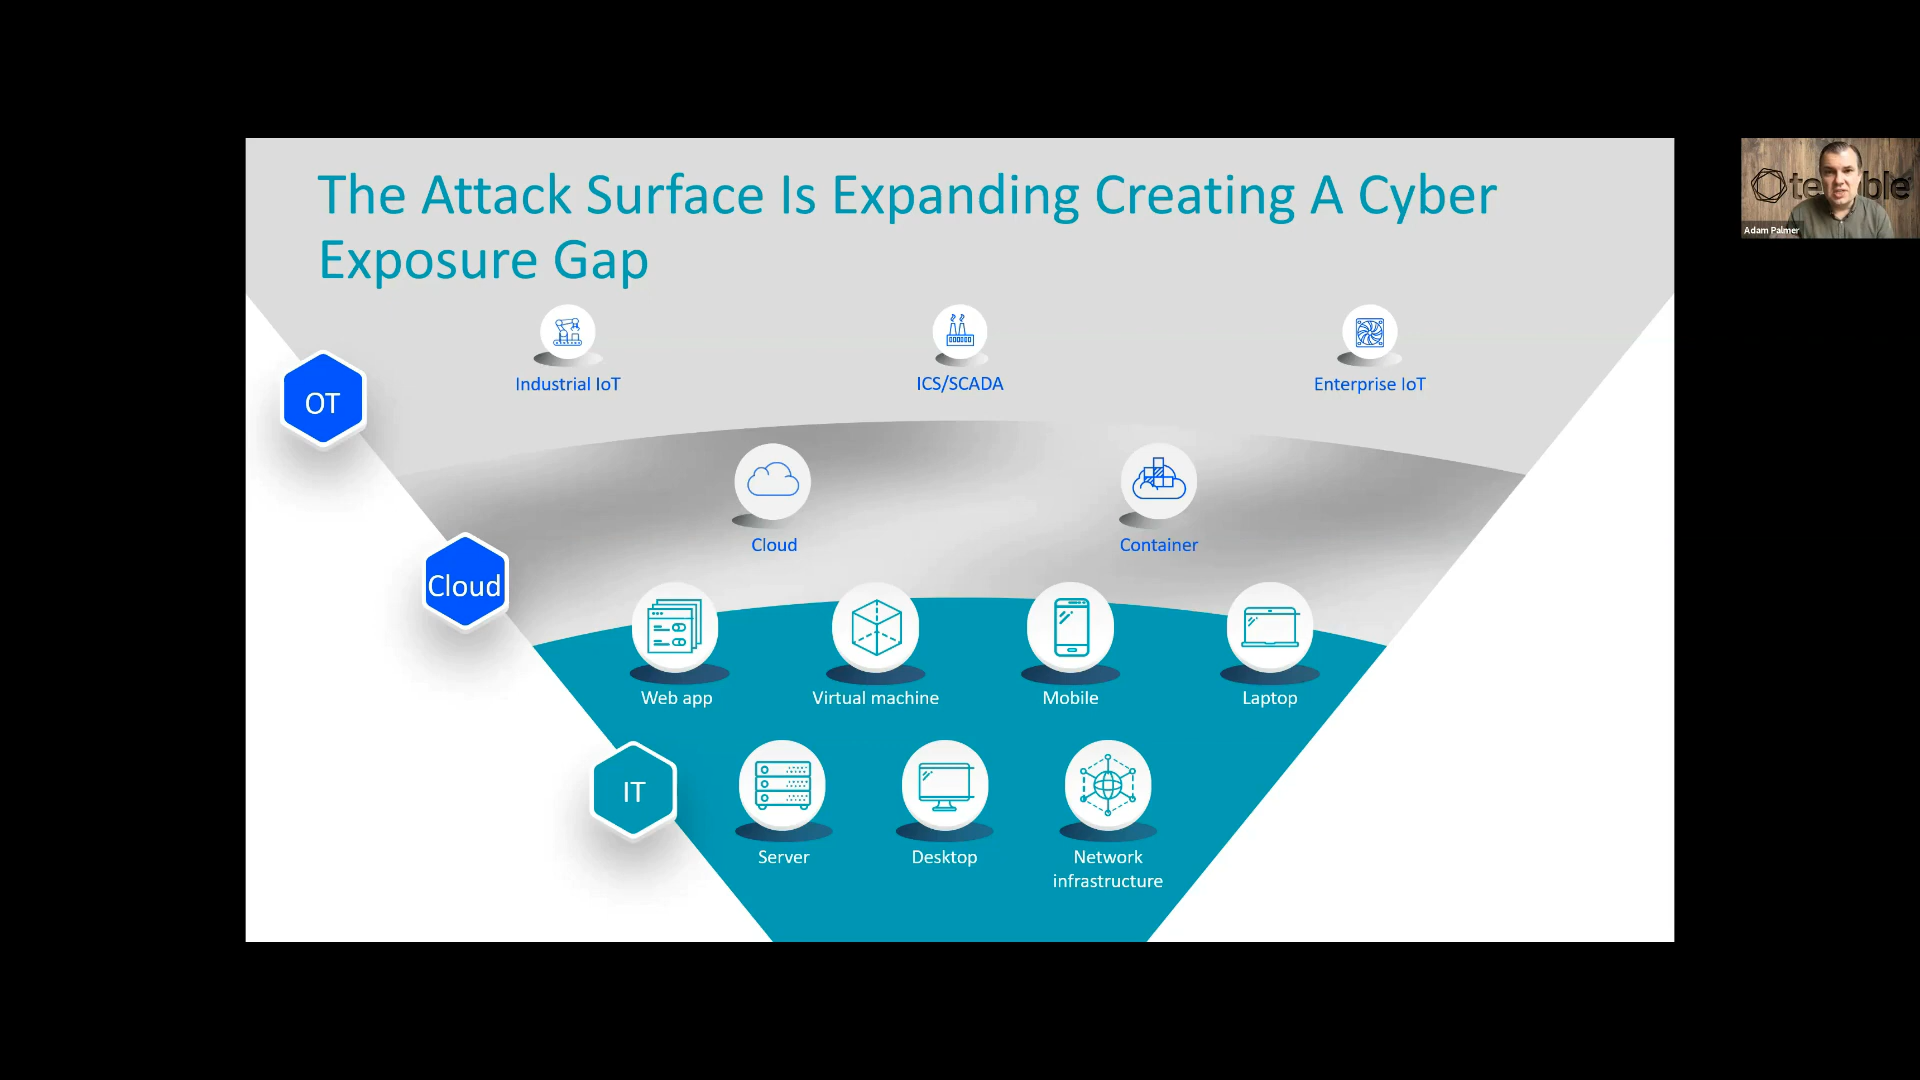 The Attack Surface Is Expanding Creating A Cyber
Exposure Gap
Industrial IoT
ICS/SCADA
Enterprise IoT
OT
Cloud
Container
Cloud
Web app
Virtual machine
Mobile
Laptop
IT
Server
Desktop
Network
infrastructure
Adam Palmer